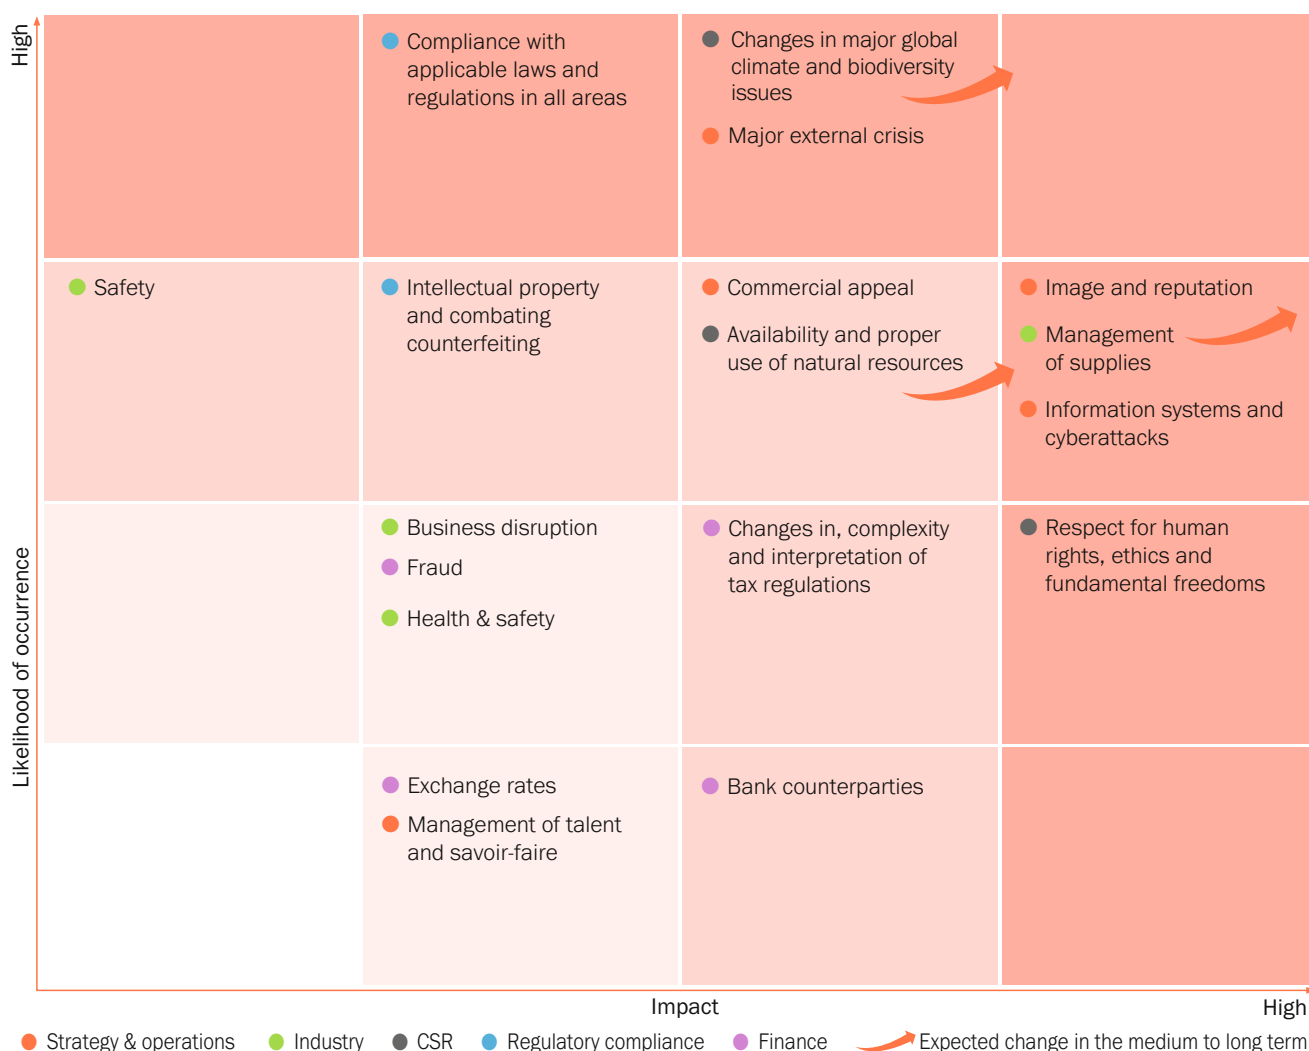 High
Compliance with
applicable laws and
regulations in all areas
Changes in major global
climate and biodiversity
issues
Major external crisis
Safety
Intellectual property
and combating
counterfeiting
Commercial appeal
Availability and proper
use of natural resources
Image and reputation
Management
of supplies
Information systems and
cyberattacks
Likelihood of occurrence
Business disruption
Fraud
Health & safety
Changes in, complexity
and interpretation of
tax regulations
Respect for human
rights, ethics and
fundamental freedoms
Exchange rates
Management of talent
and savoir-faire
Bank counterparties
Impact
High
Strategy & operations
Industry
CSR
Regulatory compliance
Finance
Expected change in the medium to long term